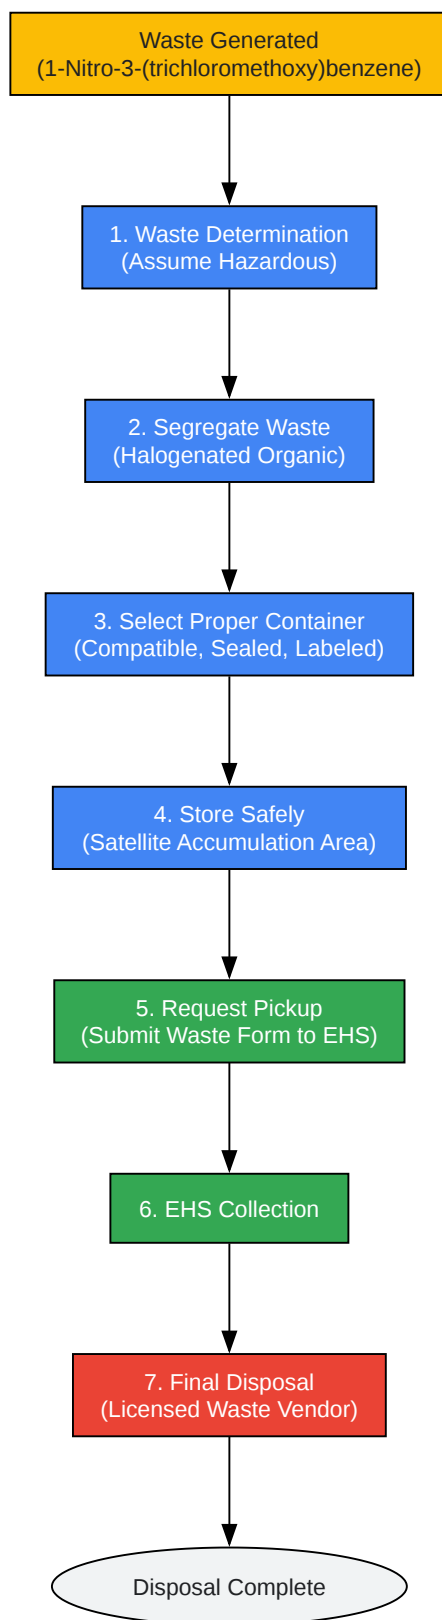 Waste Generated
(1-Nitro-3-(trichloromethoxy)benzene)
1. Waste Determination
(Assume Hazardous)
2. Segregate Waste
(Halogenated Organic)
3. Select Proper Container
(Compatible, Sealed, Labeled)
4. Store Safely
(Satellite Accumulation Area)
5. Request Pickup
(Submit Waste Form to EHS)
6. EHS Collection
7. Final Disposal
(Licensed Waste Vendor)
Disposal Complete